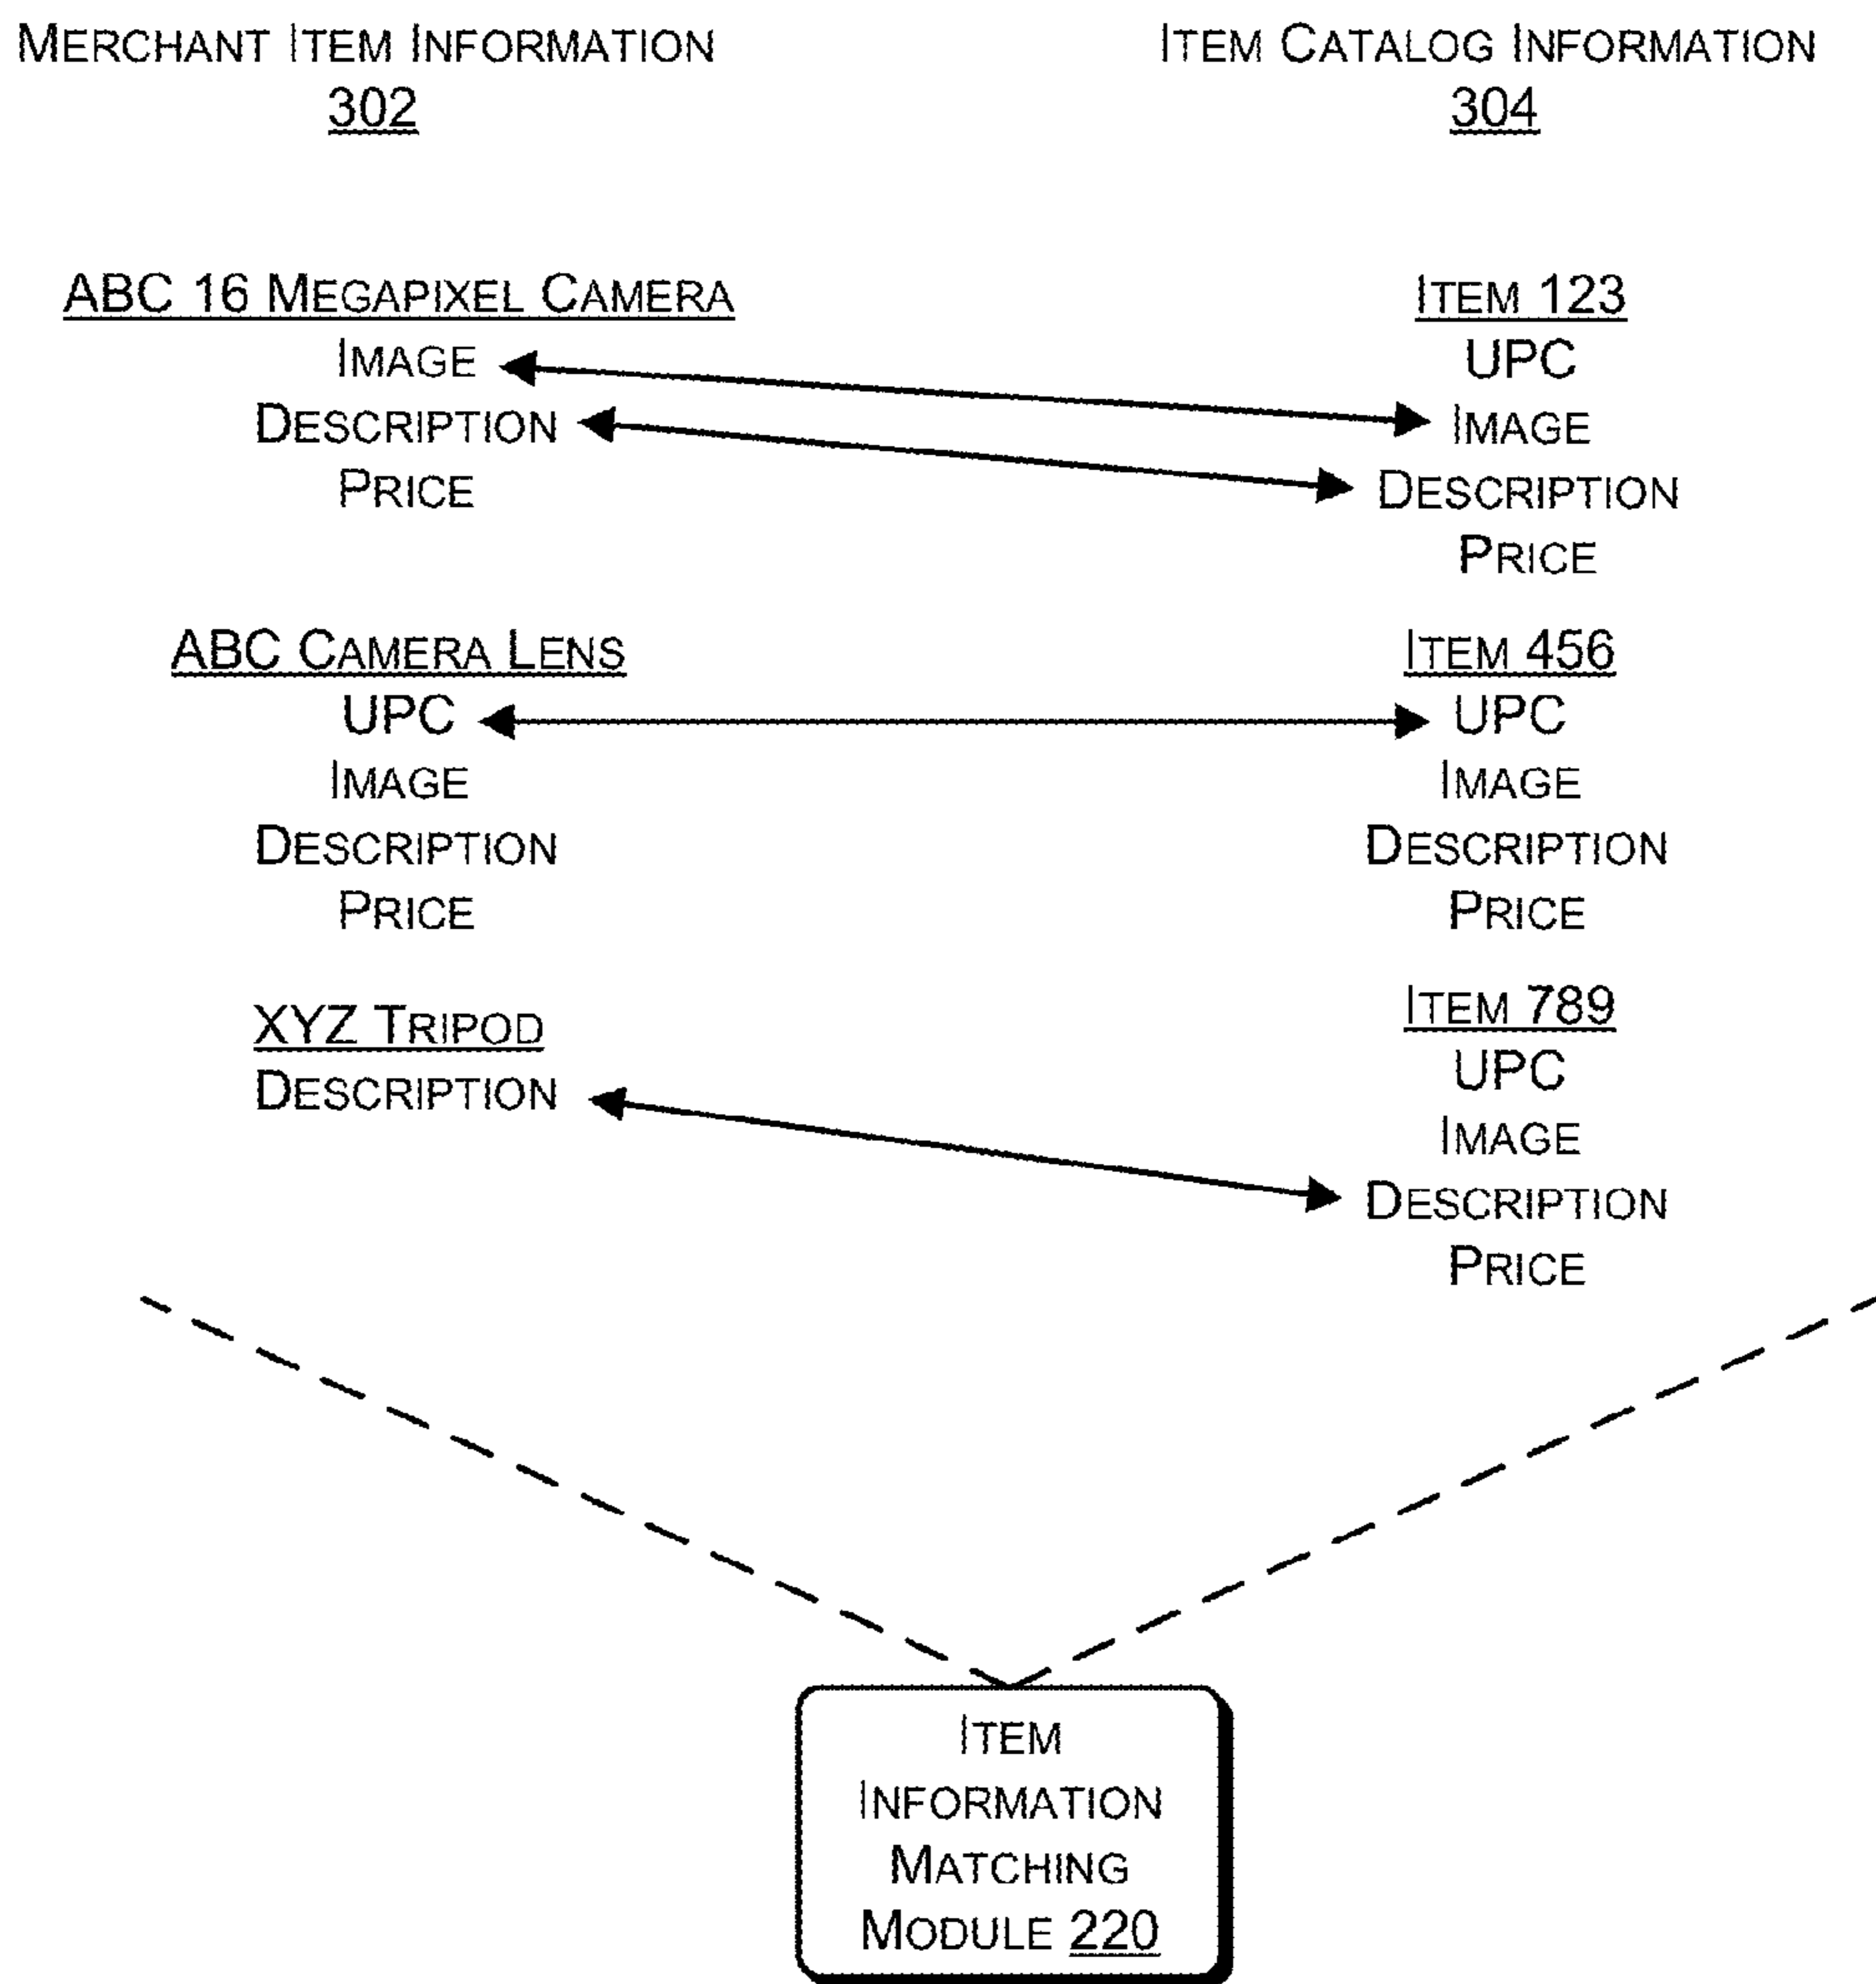 MERCHANT ITEM INFORMATION
302
ABC 16 MEGAPIXEL CAMERA
IMAGE
DESCRIPTION
PRICE
ABC CAMERA LENS
UPC
IMAGE
DESCRIPTION
PRICE
XYZ TRIPOD
DESCRIPTION
ITEM CATALOG INFORMATION
304
ITEM 123
UPC
IMAGE
DESCRIPTION
PRICE
ITEM 456
UPC
IMAGE
DESCRIPTION
PRICE
ITEM 789
UPC
IMAGE
DESCRIPTION
PRICE
ITEM
INFORMATION
MATCHING
MODULE 220